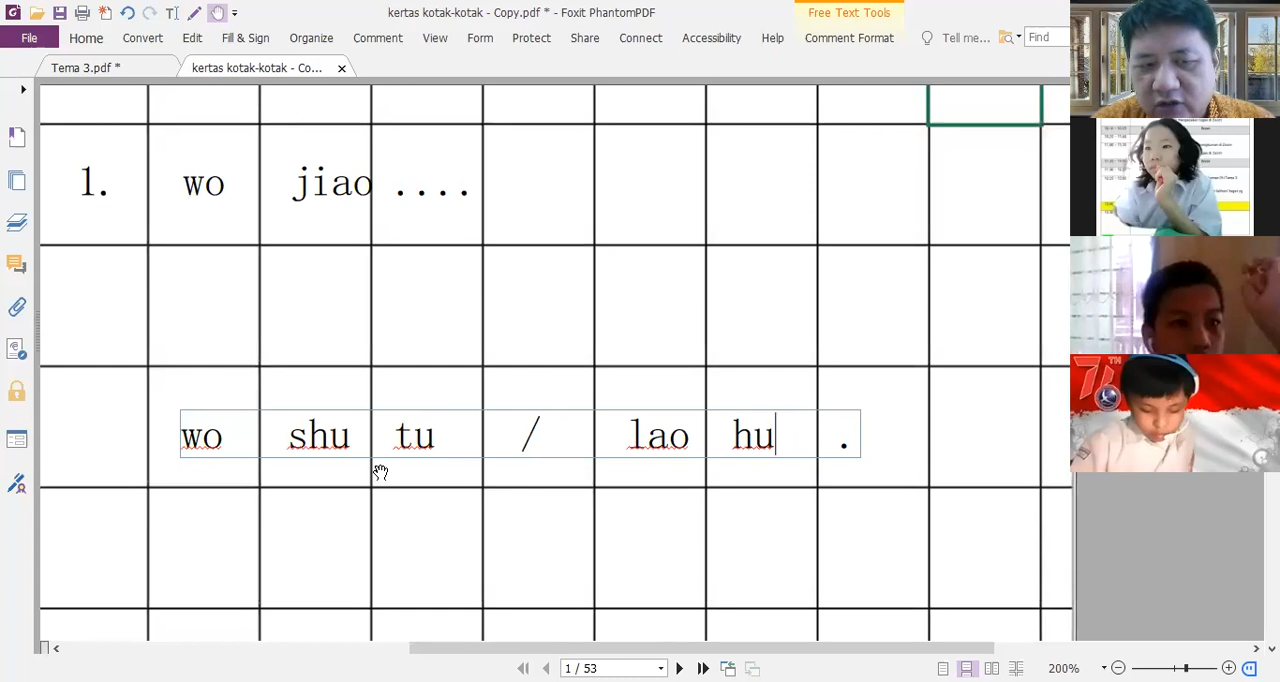 kertas kotak-kotak - Copy.pdf * - Foxit PhantomPDF
Free Text Tools
File Home Convert Edit Fill & Sign Organize Comment View Form Protect Share Connect Accessibility Help Comment Format Tell me... Find
Tema 3.pdf * kertas kotak-kotak - Co...
1. wo jiao ....
wo shu tu / lao hu .
1 / 53
200%